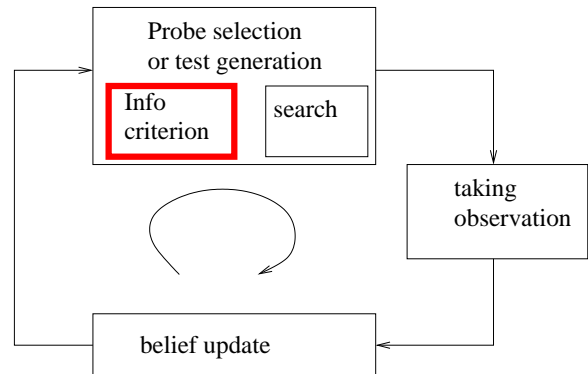 Probe selection
or test generation
Info
criterion
search
taking
observation
belief update